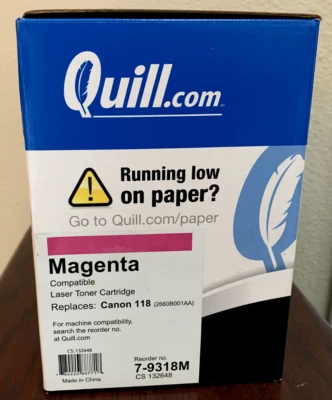 Quill.com
Running low
on paper?
Go to Quill.com/paper
Magenta
Compatible
Laser Toner Cartridge
Replaces: Canon 118 (2660B001AA)
For machine compatibility,
search the reorder no.
at Quill.com
CS 132648
Made in China
Reorder no.
7-9318M
CS 132648